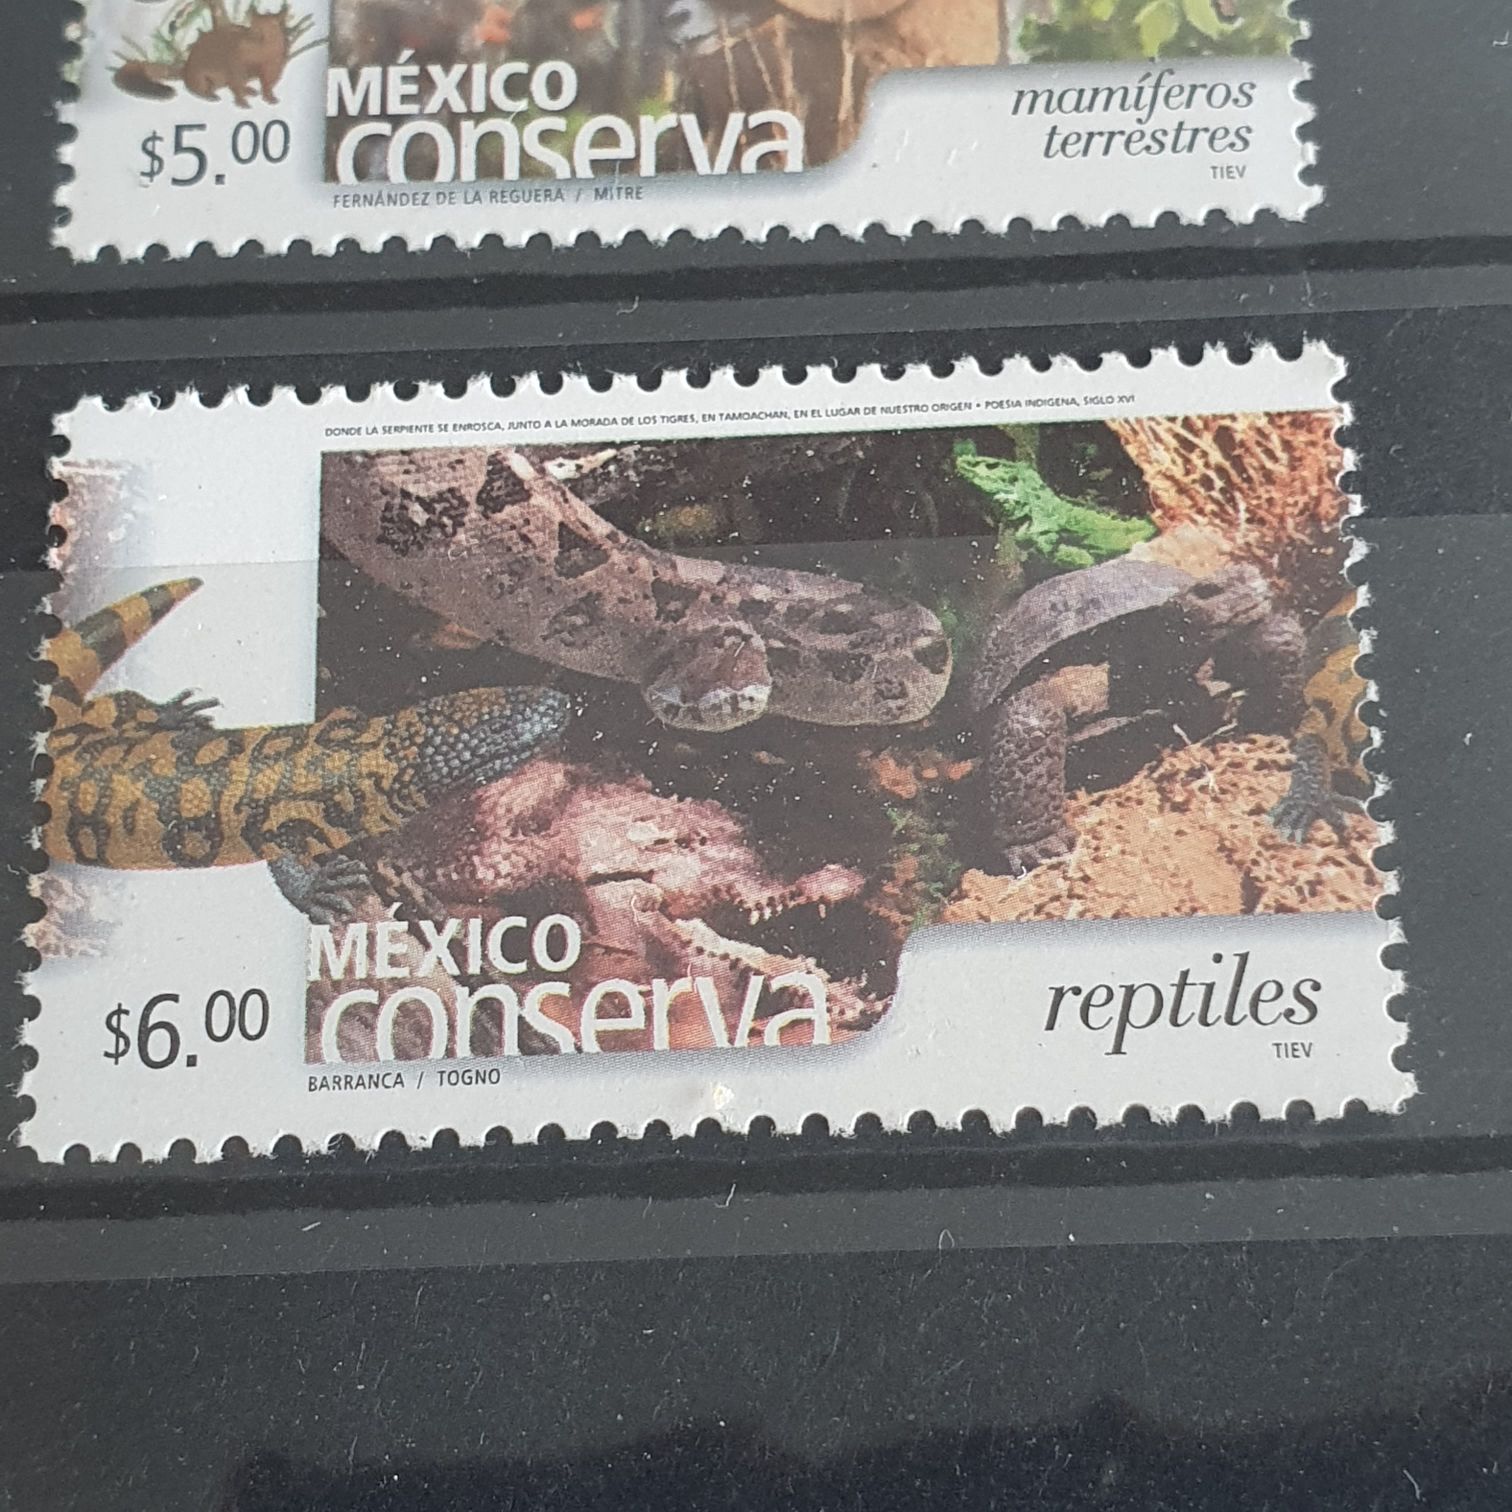 MÉXICO
conserva
$5.00
mamíferos
terrestres
TIEV
FERNÁNDEZ DE LA REGUERA / MITRE
DONDE LA SERPIENTE SE ENROSCA, JUNTO A LA MORADA DE LOS TIGRES, EN TAMOACHAN, EN EL LUGAR DE NUESTRO ORIGEN • POESIA INDIGENA, SIGLO XVI
MÉXICO
conserva
$6.00
reptiles
TIEV
BARRANCA / TOGNO